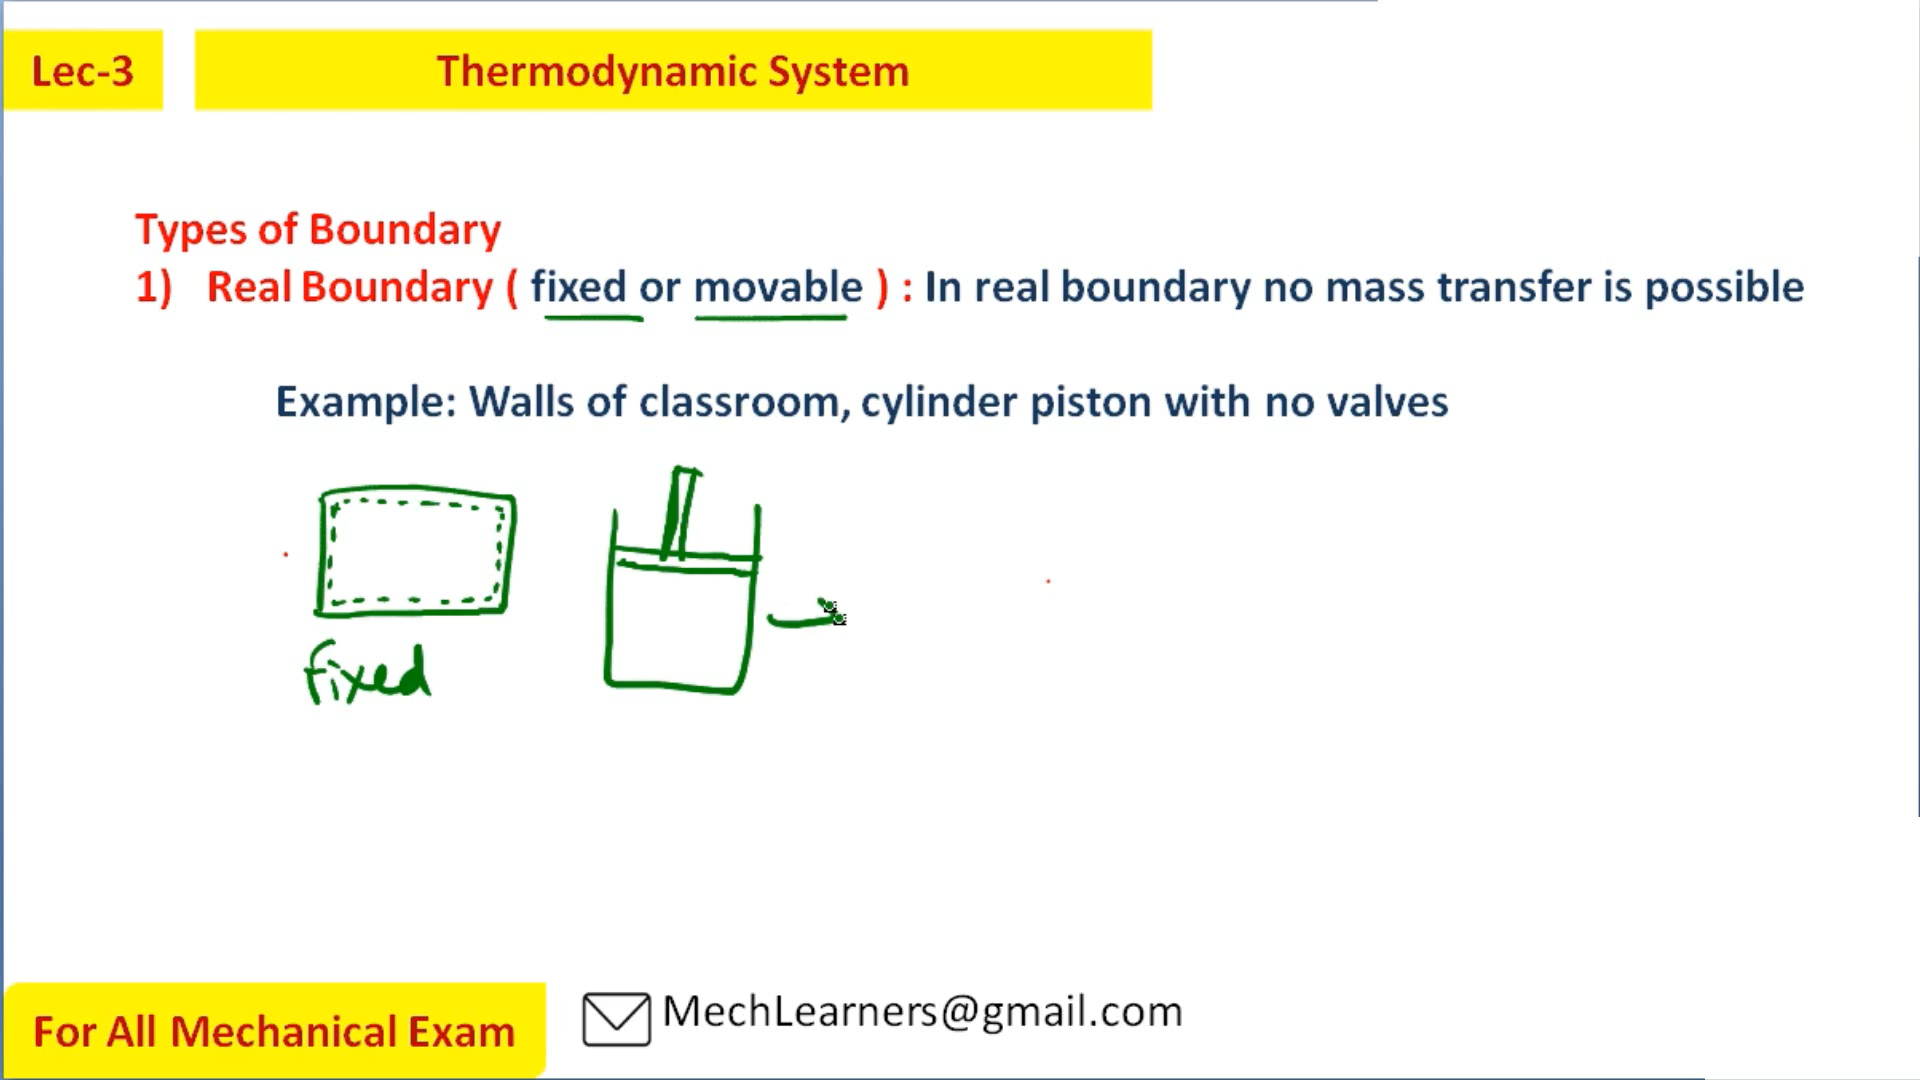 Lec-3
Thermodynamic System
Types of Boundary
1) Real Boundary ( fixed or movable ) : In real boundary no mass transfer is possible
Example: Walls of classroom, cylinder piston with no valves
fixed
For All Mechanical Exam
MechLearners@gmail.com